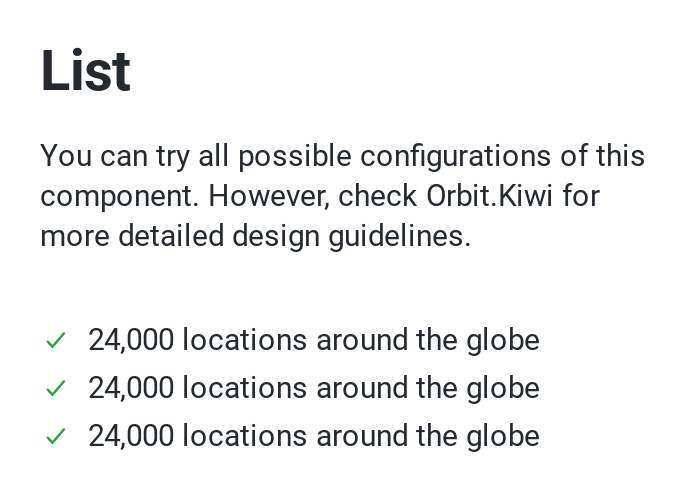 List
You can try all possible configurations of this
component. However, check Orbit.Kiwi for
more detailed design guidelines.
24,000 locations around the globe
24,000 locations around the globe
24,000 locations around the globe